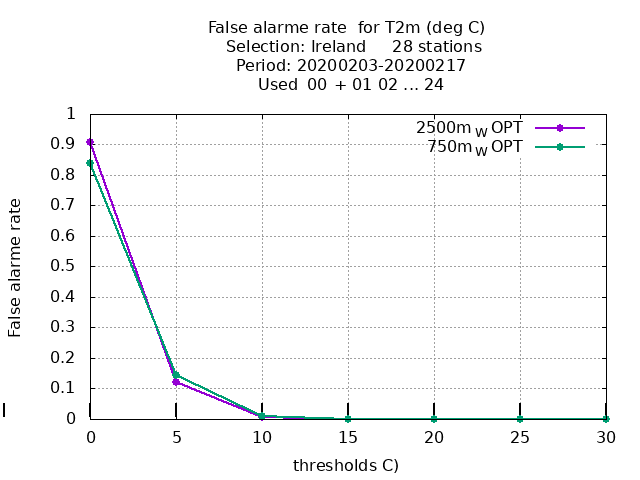 False alarme rate  for T2m (deg C)
Selection: Ireland     28 stations
Period: 20200203-20200217
Used  00 + 01 02 ... 24
2500m W OPT
750m W OPT
1
0.9
0.8
0.7
0.6
0.5
0.4
0.3
0.2
0.1
0
False alarme rate
0 5 10 15 20 25 30
thresholds C)